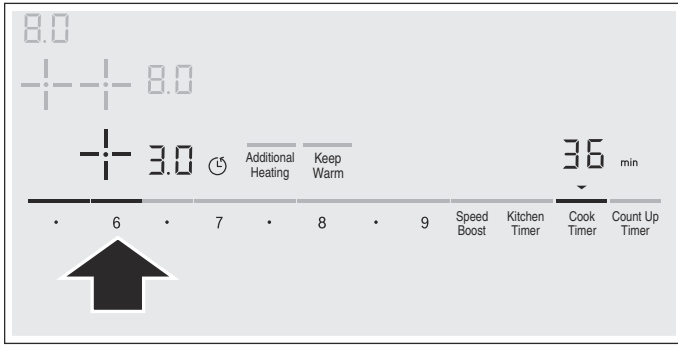 8.0
8.0
3.0 Additional Heating Keep Warm 36 min
· 6 · 7 · 8 · 9 Speed Boost Kitchen Timer Cook Timer Count Up Timer